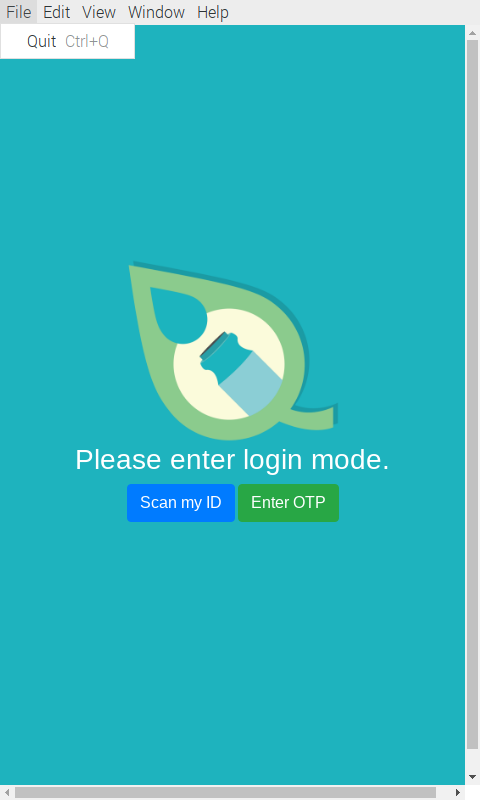 File Edit View Window Help
Quit Ctrl+Q
Please enter login mode.
Scan my ID Enter OTP